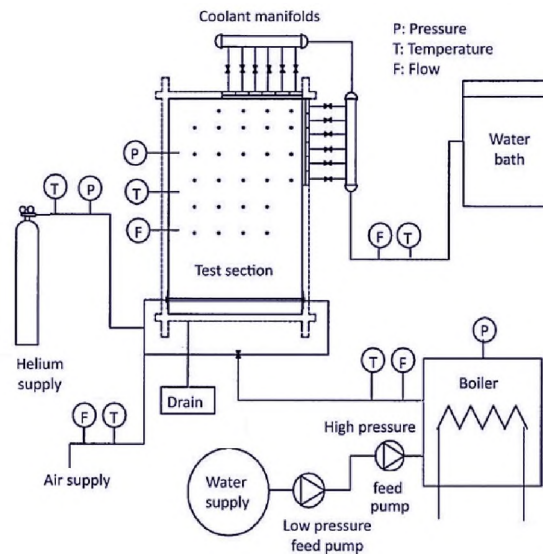 Coolant manifolds
P: Pressure
T: Temperature
F: Flow
P
T
F
Test section
Water
bath
T
P
F
T
Helium
supply
Drain
F
T
Air supply
P
T
F
Boiler
High pressure
feed
pump
Water
supply
Low pressure
feed pump